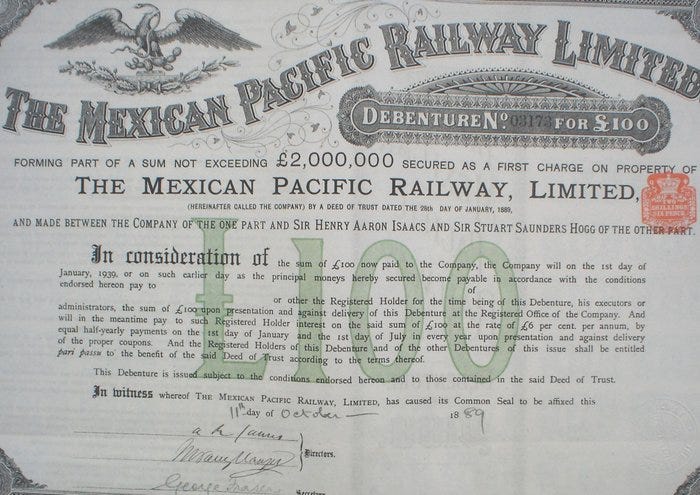 THE MEXICAN PACIFIC RAILWAY LIMITED
DEBENTURE No. 03173 FOR £100
FORMING PART OF A SUM NOT EXCEEDING £2,000,000 SECURED AS A FIRST CHARGE ON PROPERTY OF
THE MEXICAN PACIFIC RAILWAY, LIMITED,
(HEREINAFTER CALLED THE COMPANY) BY A DEED OF TRUST DATED THE 28th DAY OF JANUARY, 1889,
AND MADE BETWEEN THE COMPANY OF THE ONE PART AND SIR HENRY AARON ISAACS AND SIR STUART SAUNDERS HOGG OF THE OTHER PART.
£100
In consideration of the sum of £100 now paid to the Company, the Company will on the 1st day of
January, 1939, or on such earlier day as the principal moneys hereby secured become payable in accordance with the conditions
endorsed hereon pay to of
or other the Registered Holder for the time being of this Debenture, his executors or
administrators, the sum of £100 upon presentation and against delivery of this Debenture at the Registered Office of the Company. And
will in the meantime pay to such Registered Holder interest on the said sum of £100 at the rate of £6 per cent. per annum, by
equal half-yearly payments on the 1st day of January and the 1st day of July in every year upon presentation and against delivery
of the proper coupons. And the Registered Holders of this Debenture and of the other Debentures of this issue shall be entitled
pari passu to the benefit of the said Deed of Trust according to the terms thereof.
This Debenture is issued subject to the conditions endorsed hereon and to those contained in the said Deed of Trust.
In witness whereof THE MEXICAN PACIFIC RAILWAY, LIMITED, has caused its Common Seal to be affixed this
11th day of October 1889
Directors.
George Fraser
Secretary